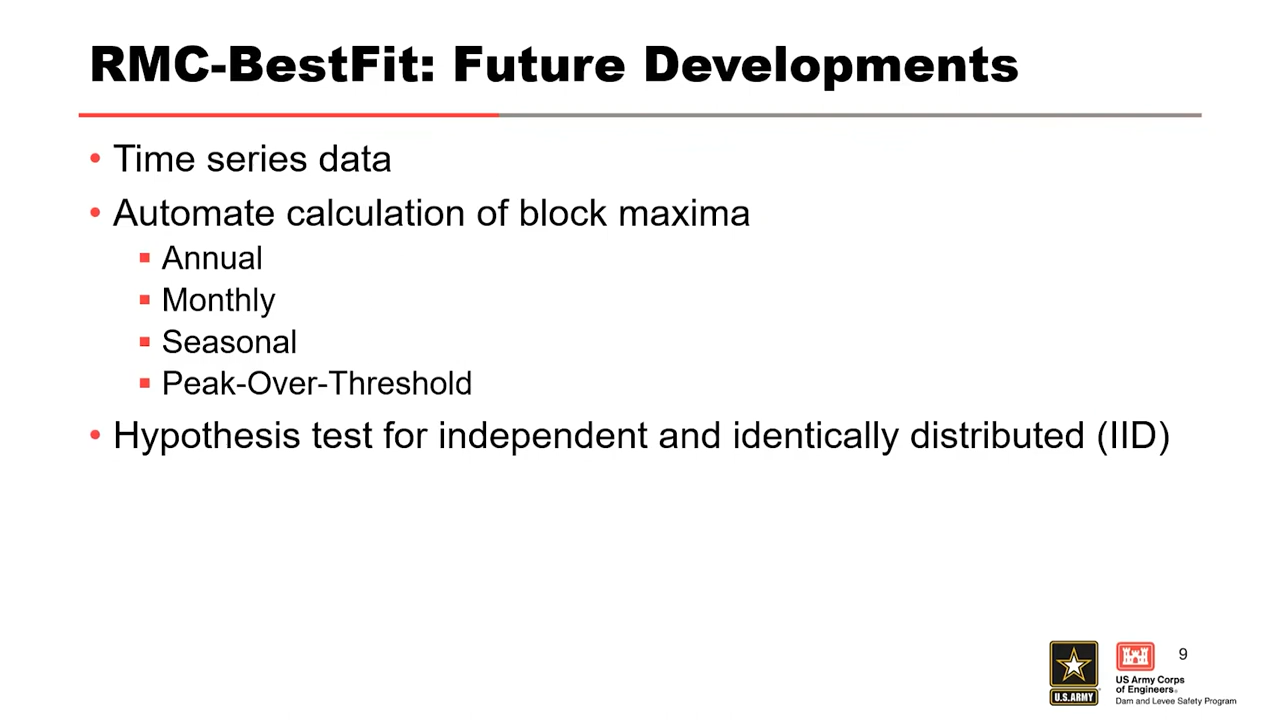 RMC-BestFit: Future Developments
• Time series data
• Automate calculation of block maxima
▪ Annual
▪ Monthly
▪ Seasonal
▪ Peak-Over-Threshold
• Hypothesis test for independent and identically distributed (IID)
9
U.S. ARMY
US Army Corps
of Engineers®
Dam and Levee Safety Program